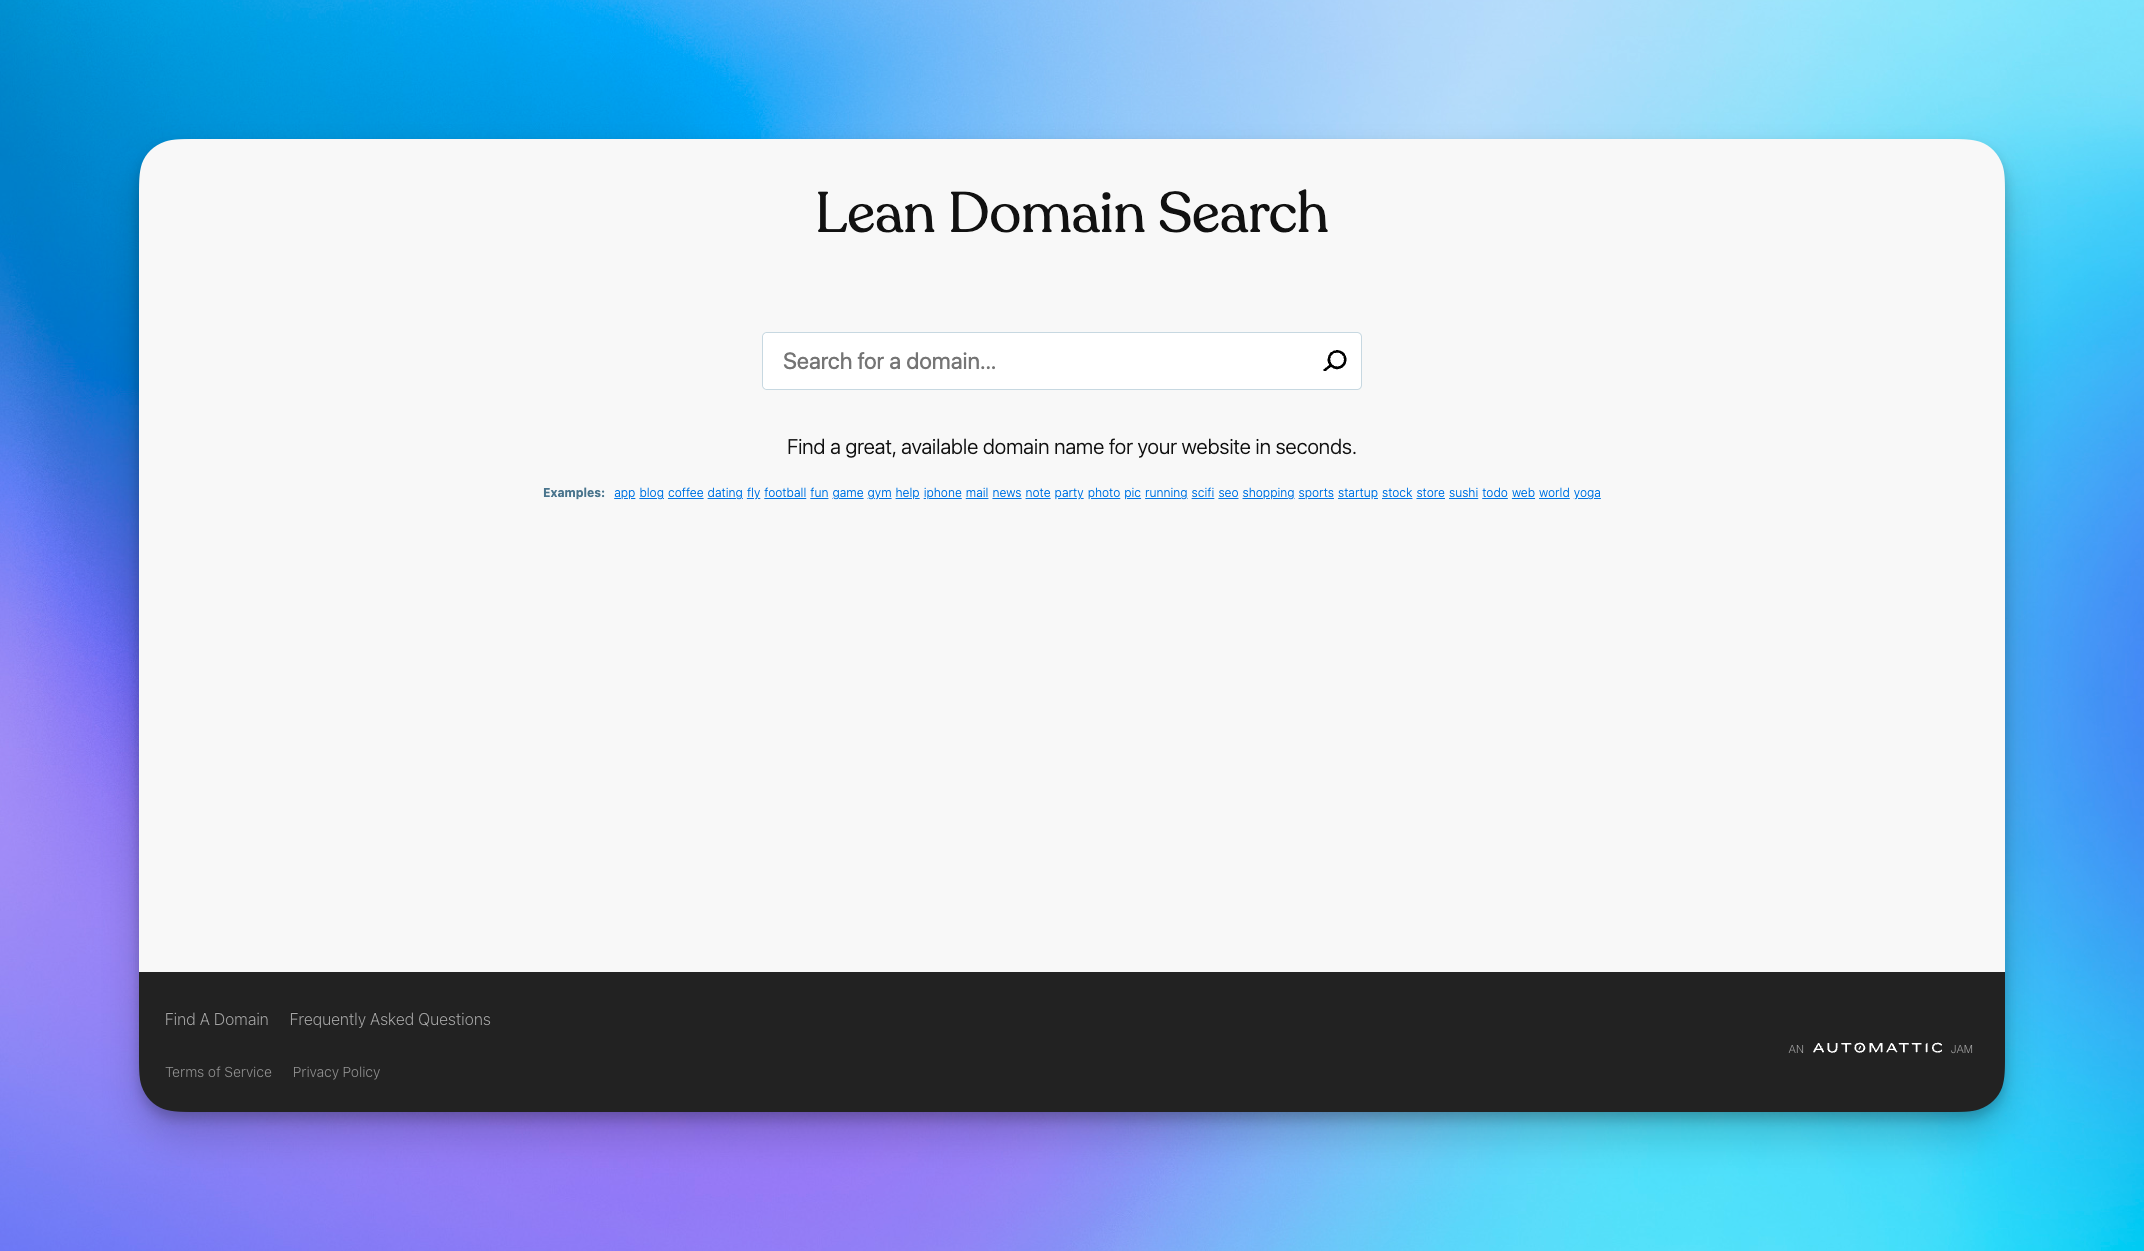 Lean Domain Search
Search for a domain...
Find a great, available domain name for your website in seconds.
Examples: app blog coffee dating fly football fun game gym help iphone mail news note party photo pic running scifi seo shopping sports startup stock store sushi todo web world yoga
Find A Domain Frequently Asked Questions
Terms of Service Privacy Policy
AN AUTOMATTIC JAM